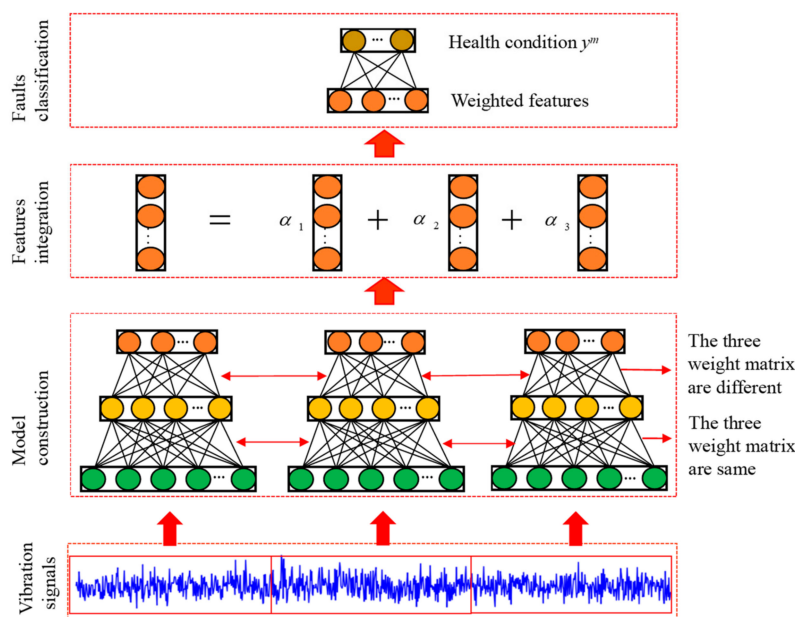 Faults
classification
Health condition yᵐ
...
Weighted features
...
Features
integration
= α 1 + α 2 + α 3
Model
construction
The three
weight matrix
are different
The three
weight matrix
are same
Vibration
signals